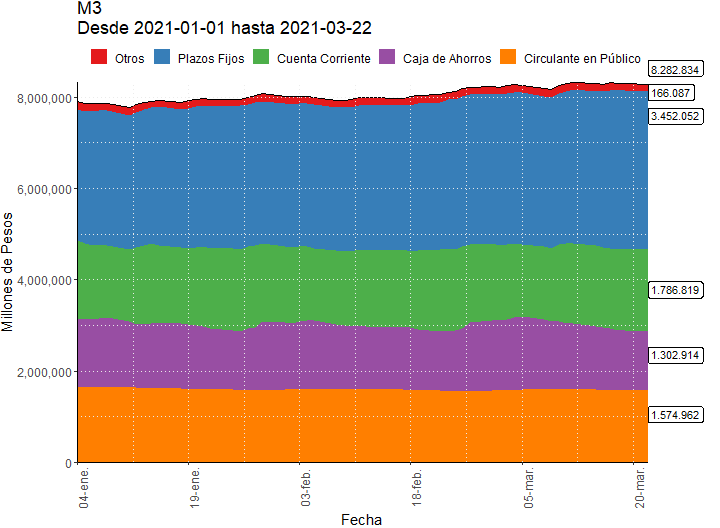 M3
Desde 2021-01-01 hasta 2021-03-22
Otros Plazos Fijos Cuenta Corriente Caja de Ahorros Circulante en Público
8.282.834
166.087
3.452.052
1.786.819
1.302.914
1.574.962
8,000,000
6,000,000
4,000,000
2,000,000
0
Millones de Pesos
04-ene.
19-ene.
03-feb.
18-feb.
05-mar.
20-mar.
Fecha